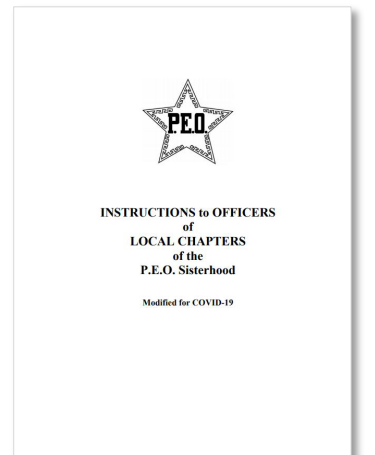 P.E.O.
INSTRUCTIONS to OFFICERS
of
LOCAL CHAPTERS
of the
P.E.O. Sisterhood
Modified for COVID-19